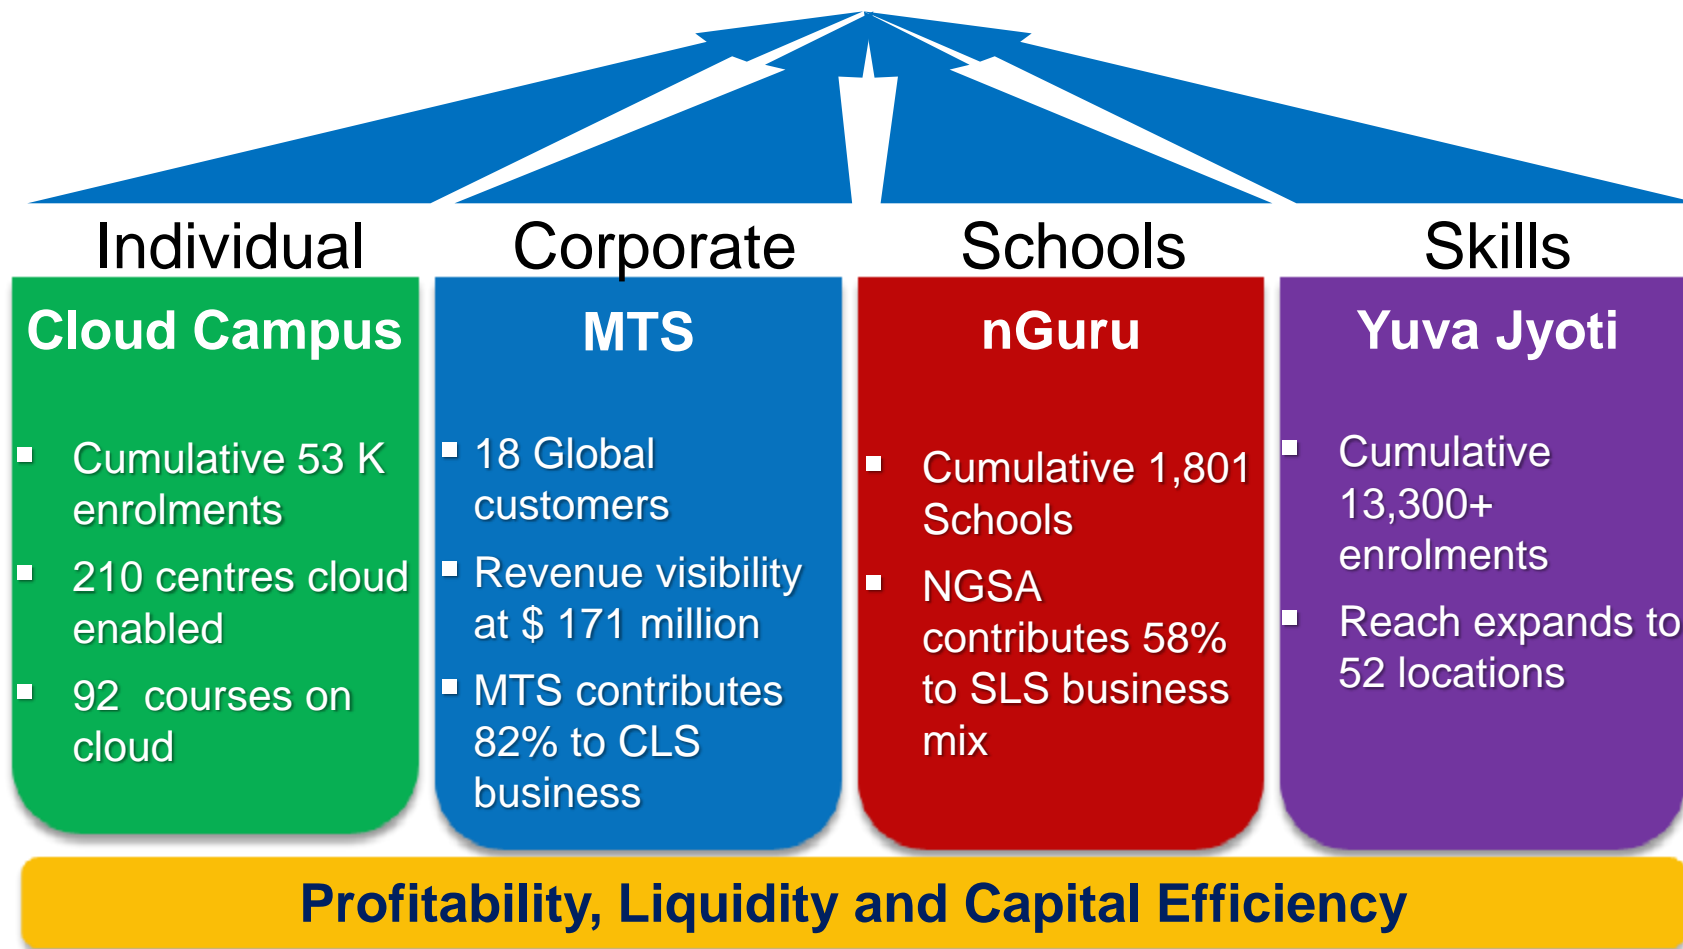 Individual
Corporate
Schools
Skills
Cloud Campus
▪ Cumulative 53 K
enrolments
▪ 210 centres cloud
enabled
▪ 92 courses on
cloud
MTS
▪ 18 Global
customers
▪ Revenue visibility
at $ 171 million
▪ MTS contributes
82% to CLS
business
nGuru
▪ Cumulative 1,801
Schools
▪ NGSA
contributes 58%
to SLS business
mix
Yuva Jyoti
▪ Cumulative
13,300+
enrolments
▪ Reach expands to
52 locations
Profitability, Liquidity and Capital Efficiency